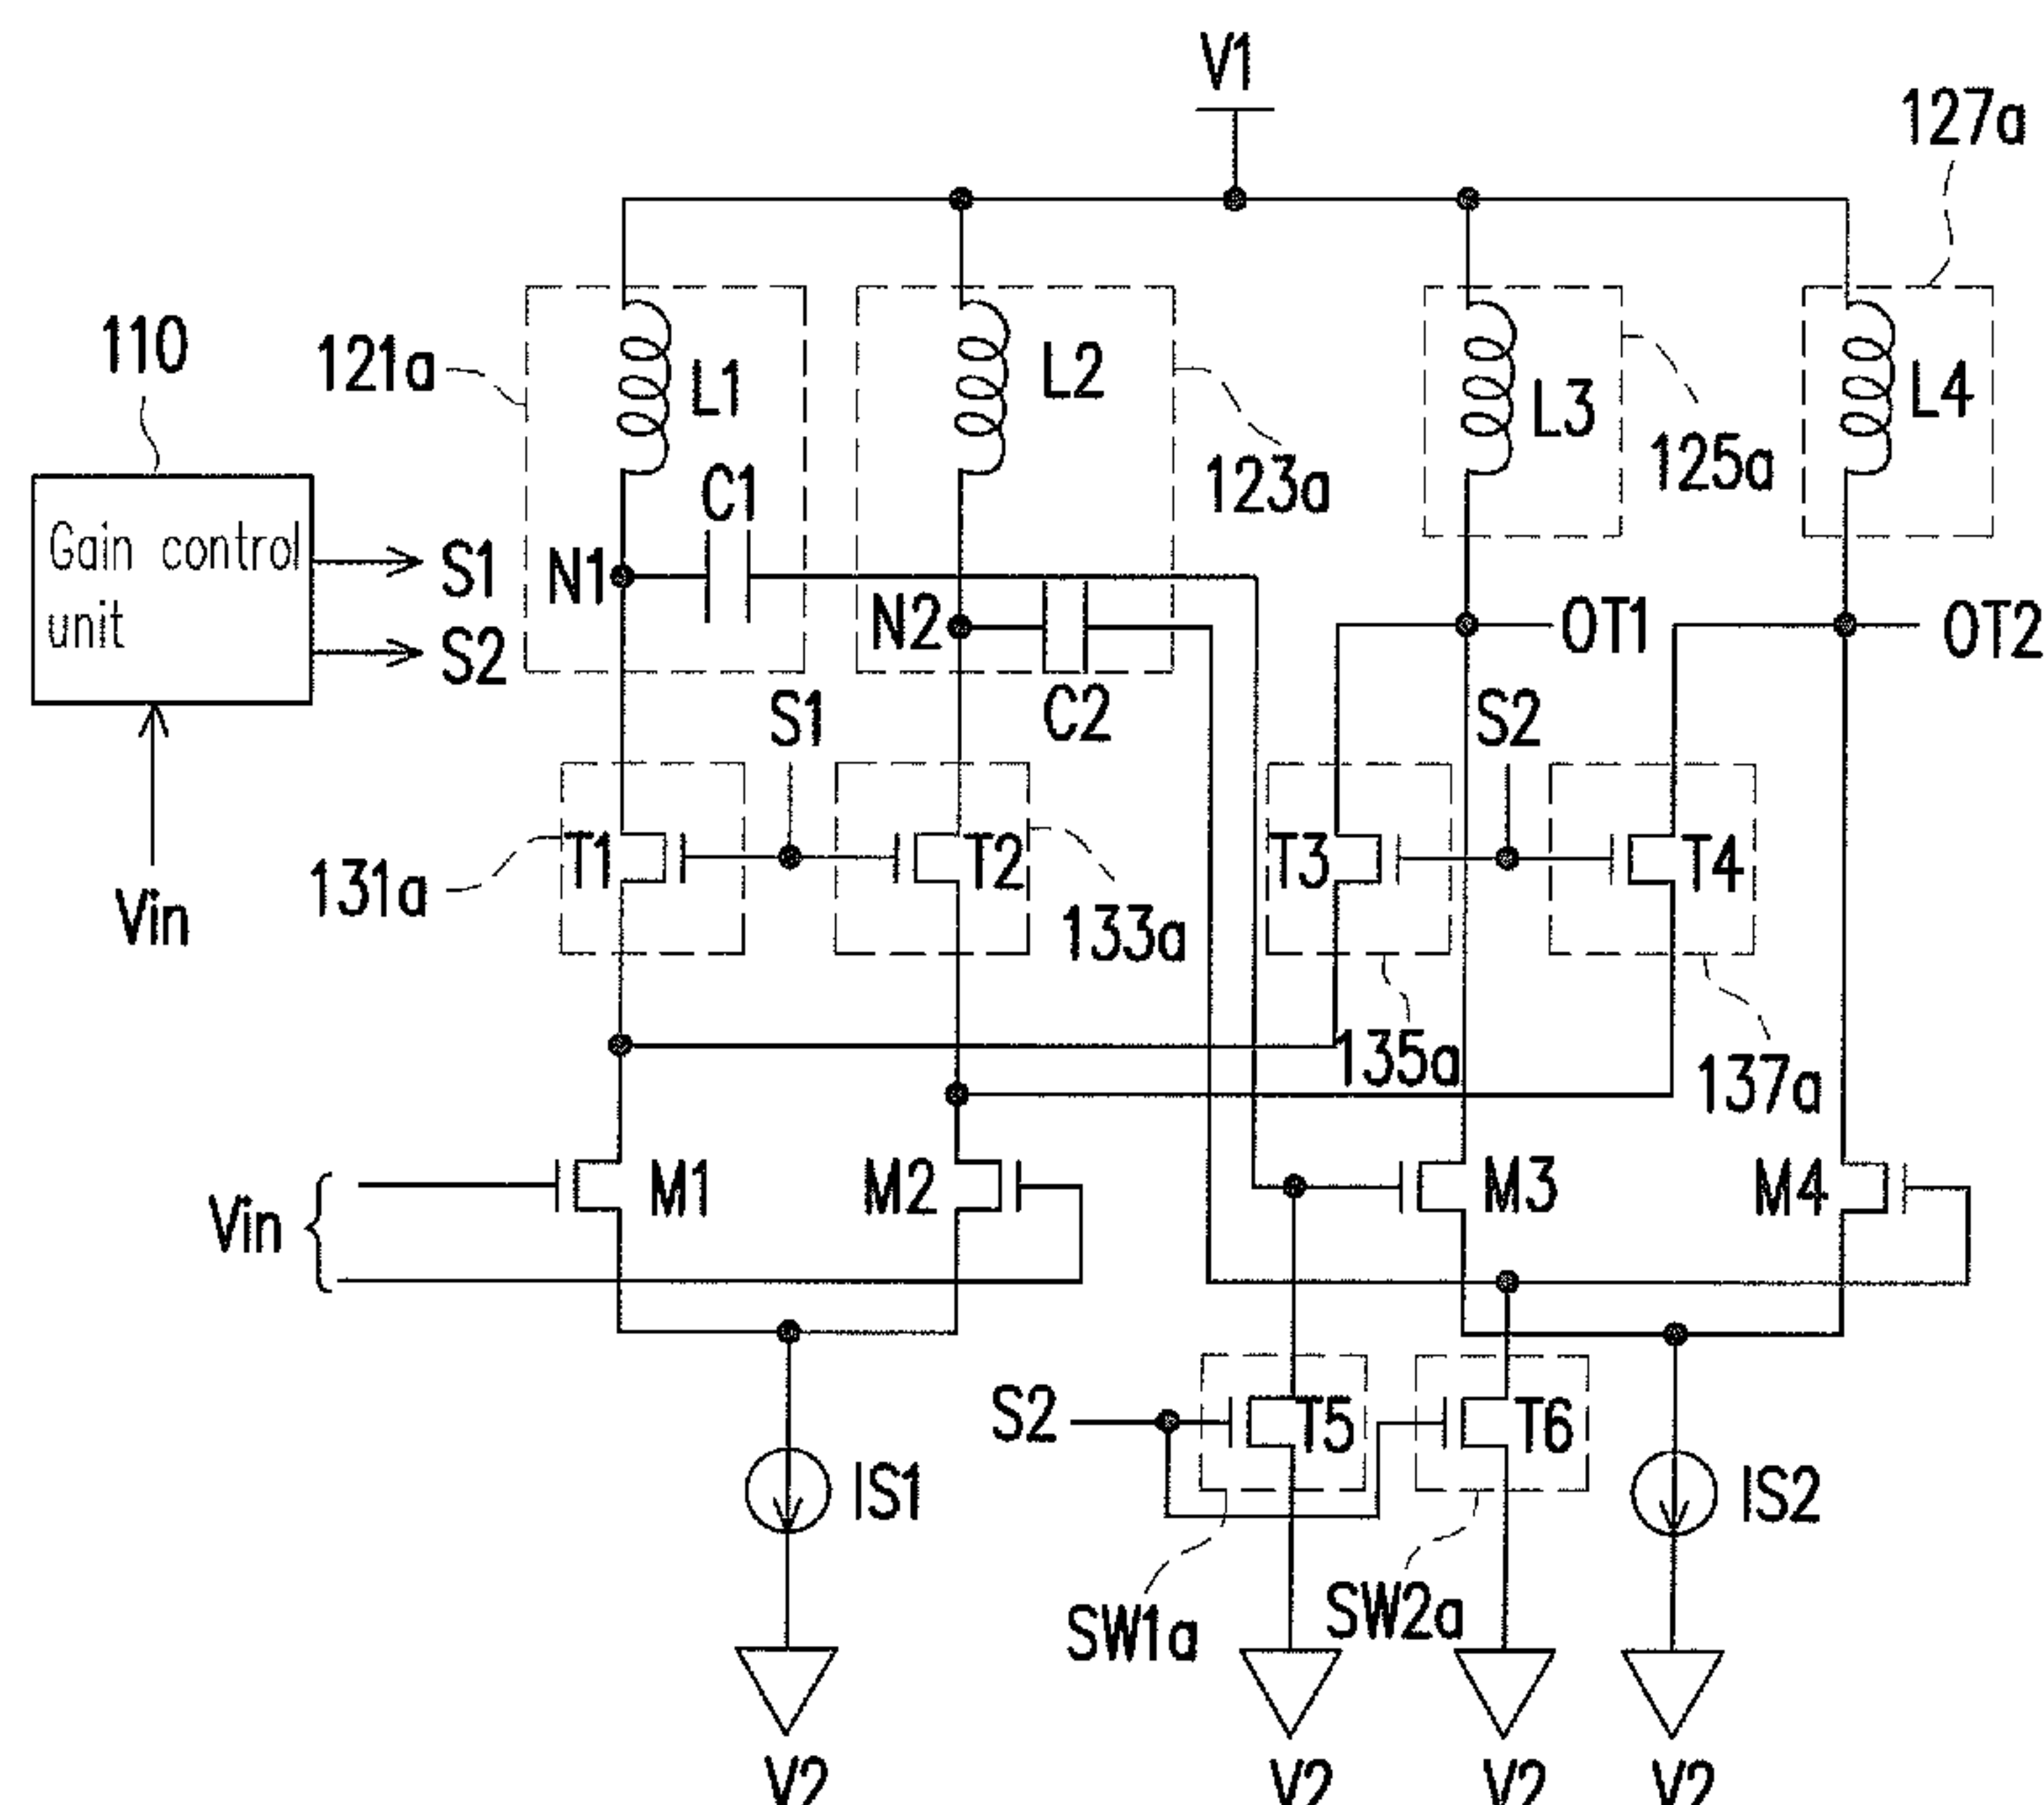 V1
127a
110
121a
L1
L2
L3
L4
C1
123a
125a
Gain control
unit
S1
S2
N1
N2
OT1
OT2
C2
S1
S2
T1
T2
T3
T4
131a
133a
Vin
135a
137a
Vin
M1
M2
M3
M4
S2
T5
T6
IS1
IS2
SW1a
SW2a
V2
V2
V2
V2